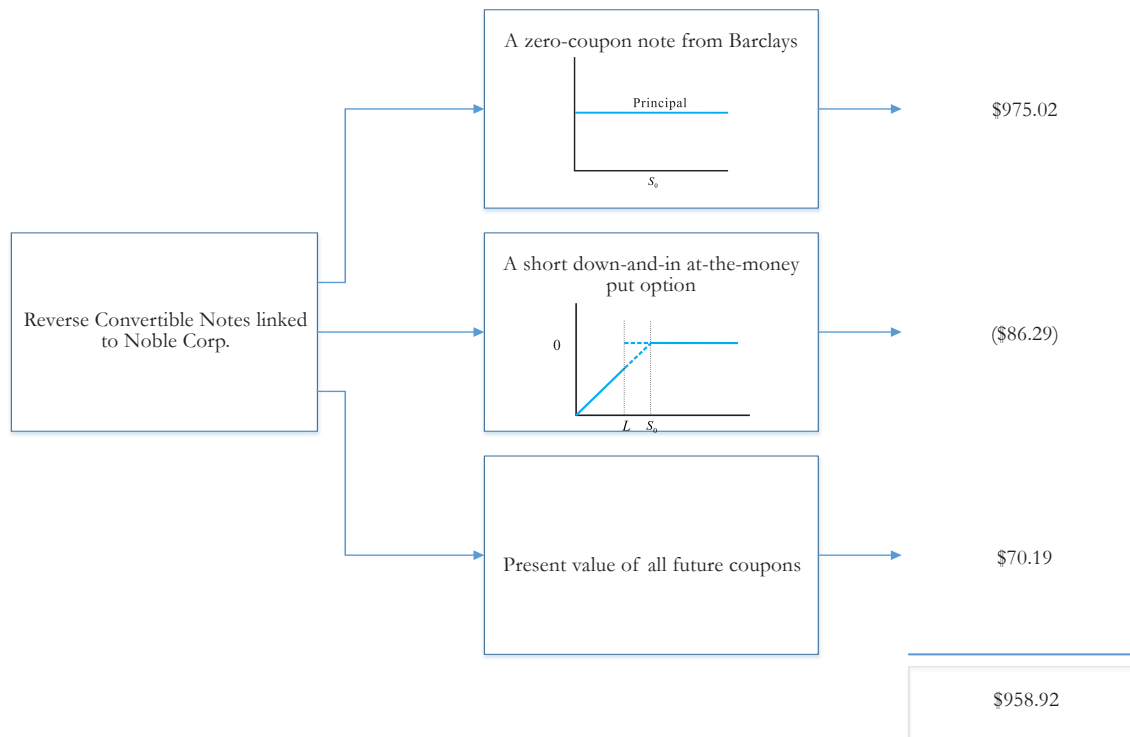 A zero-coupon note from Barclays
Principal
S₀
$975.02
Reverse Convertible Notes linked
to Noble Corp.
A short down-and-in at-the-money
put option
0
L S₀
($86.29)
Present value of all future coupons
$70.19
$958.92